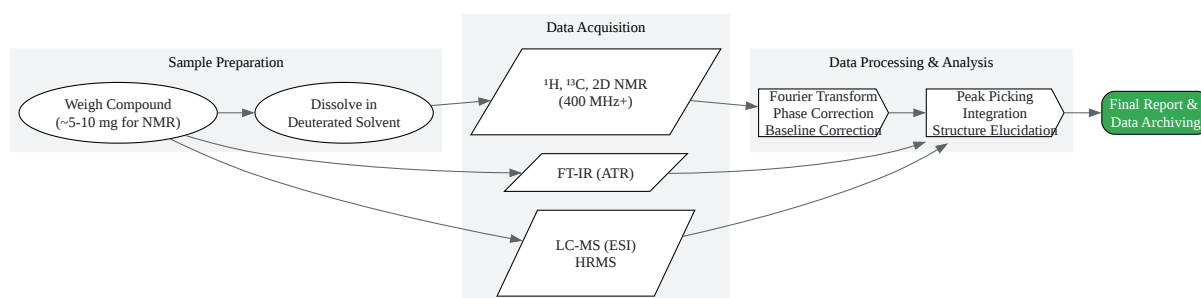 Sample Preparation
Weigh Compound
(~5-10 mg for NMR)
Dissolve in
Deuterated Solvent
Data Acquisition
¹H, ¹³C, 2D NMR
(400 MHz+)
FT-IR (ATR)
LC-MS (ESI)
HRMS
Data Processing & Analysis
Fourier Transform
Phase Correction
Baseline Correction
Peak Picking
Integration
Structure Elucidation
Final Report &
Data Archiving